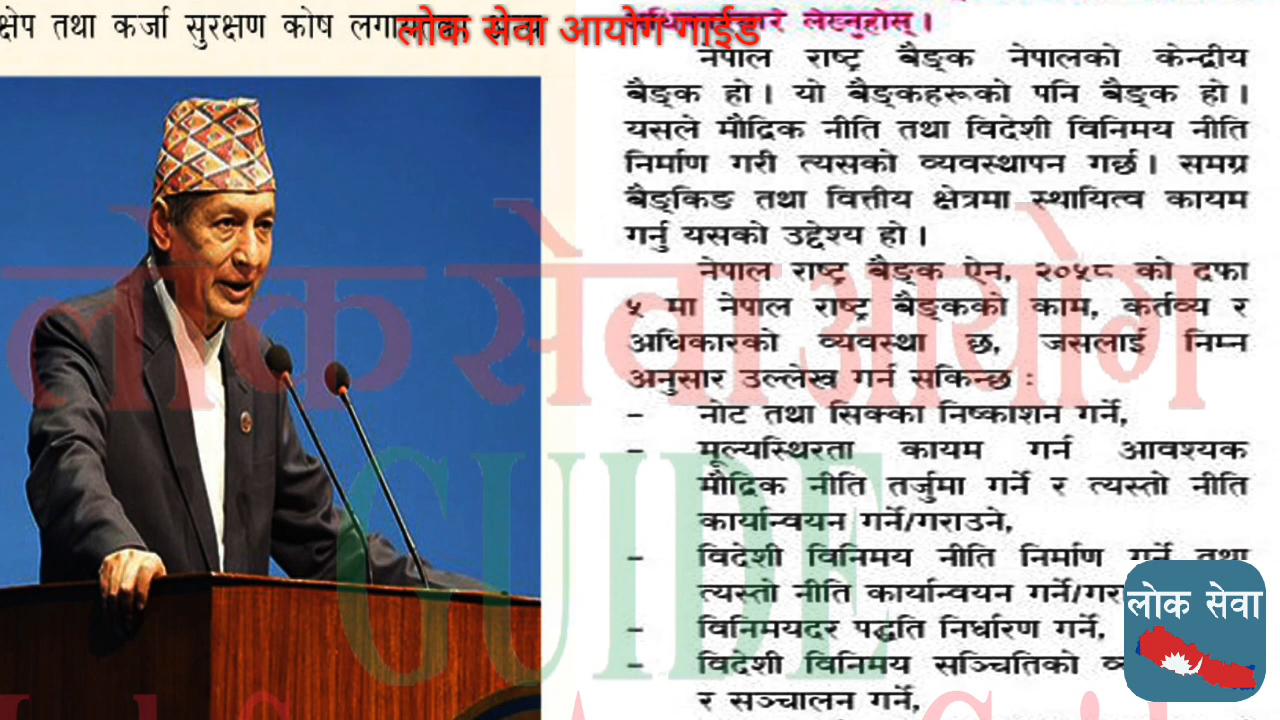 क्षेप तथा कर्जा सुरक्षण कोष
लोक सेवा आयोग गाईड
लेख्नुहोस् ।
नेपाल राष्ट्र बैङ्क नेपालको केन्द्रीय
बैङ्क हो । यो बैङ्कहरूको पनि बैङ्क हो ।
यसले मौद्रिक नीति तथा विदेशी विनिमय नीति
निर्माण गरी त्यसको व्यवस्थापन गर्छ । समग्र
बैङ्किङ तथा वित्तीय क्षेत्रमा स्थायित्व कायम
गर्नु यसको उद्देश्य हो ।
नेपाल राष्ट्र बैङ्क ऐन, २०५८ को दफा
५ मा नेपाल राष्ट्र बैङ्कको काम, कर्तव्य र
अधिकारको व्यवस्था छ, जसलाई निम्न
अनुसार उल्लेख गर्न सकिन्छ :
– नोट तथा सिक्का निष्काशन गर्ने,
– मूल्यस्थिरता कायम गर्न आवश्यक
मौद्रिक नीति तर्जुमा गर्ने र त्यस्तो नीति
कार्यान्वयन गर्ने/गराउने,
– विदेशी विनिमय नीति निर्माण गर्ने तथा
त्यस्तो नीति कार्यान्वयन गर्ने/गरा
– विनिमयदर पद्धति निर्धारण गर्ने,
– विदेशी विनिमय सञ्चितिको
र सञ्चालन गर्ने,
लोक सेवा आयोग
GUIDE
लोक सेवा